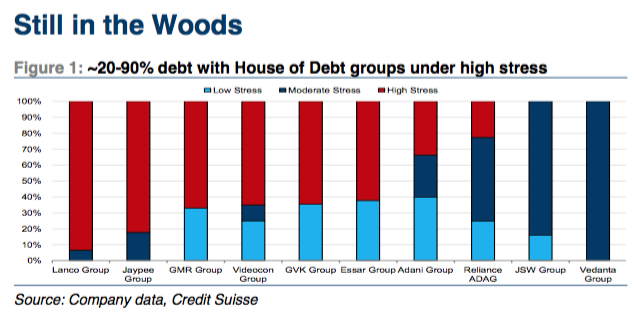 Still in the Woods
Figure 1: ~20-90% debt with House of Debt groups under high stress
Low Stress Moderate Stress High Stress
100%
90%
80%
70%
60%
50%
40%
30%
20%
10%
0%
Lanco Group Jaypee Group GMR Group Videocon Group GVK Group Essar Group Adani Group Reliance ADAG JSW Group Vedanta Group
Source: Company data, Credit Suisse